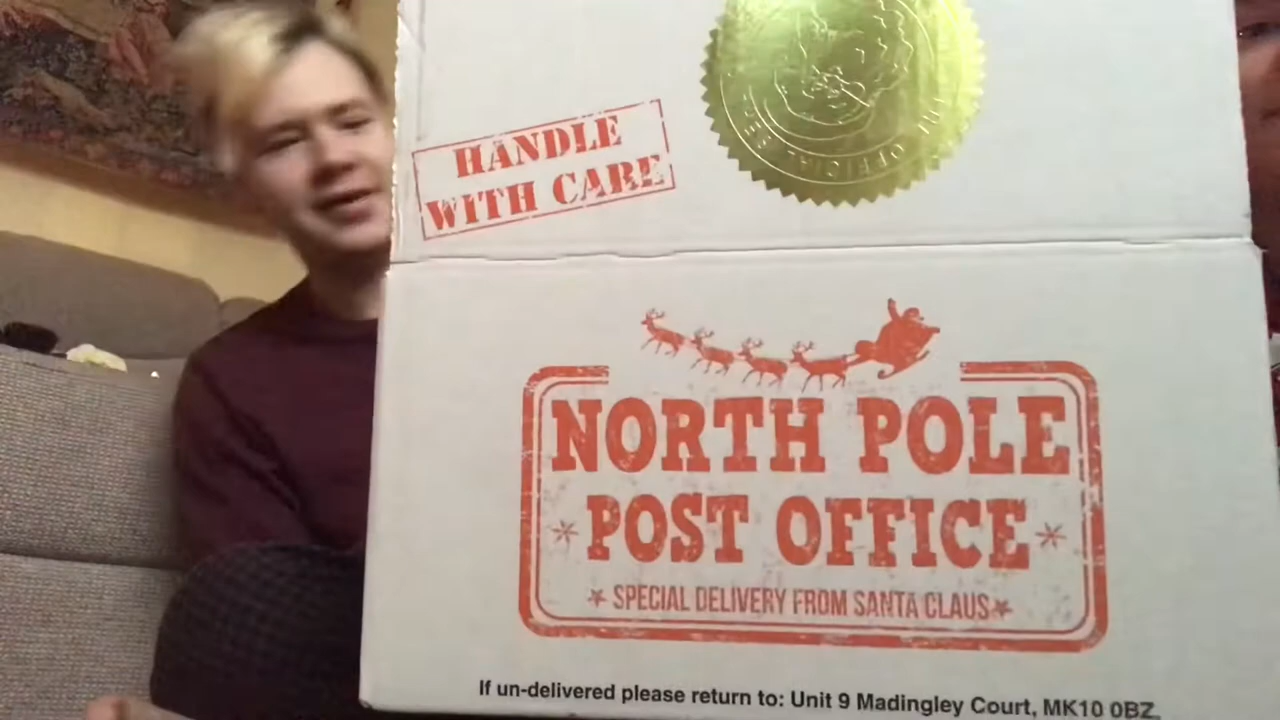 HANDLE
WITH CARE
OFFICIAL
NORTH POLE
POST OFFICE
SPECIAL DELIVERY FROM SANTA CLAUS
If un-delivered please return to: Unit 9 Madingley Court, MK10 0BZ